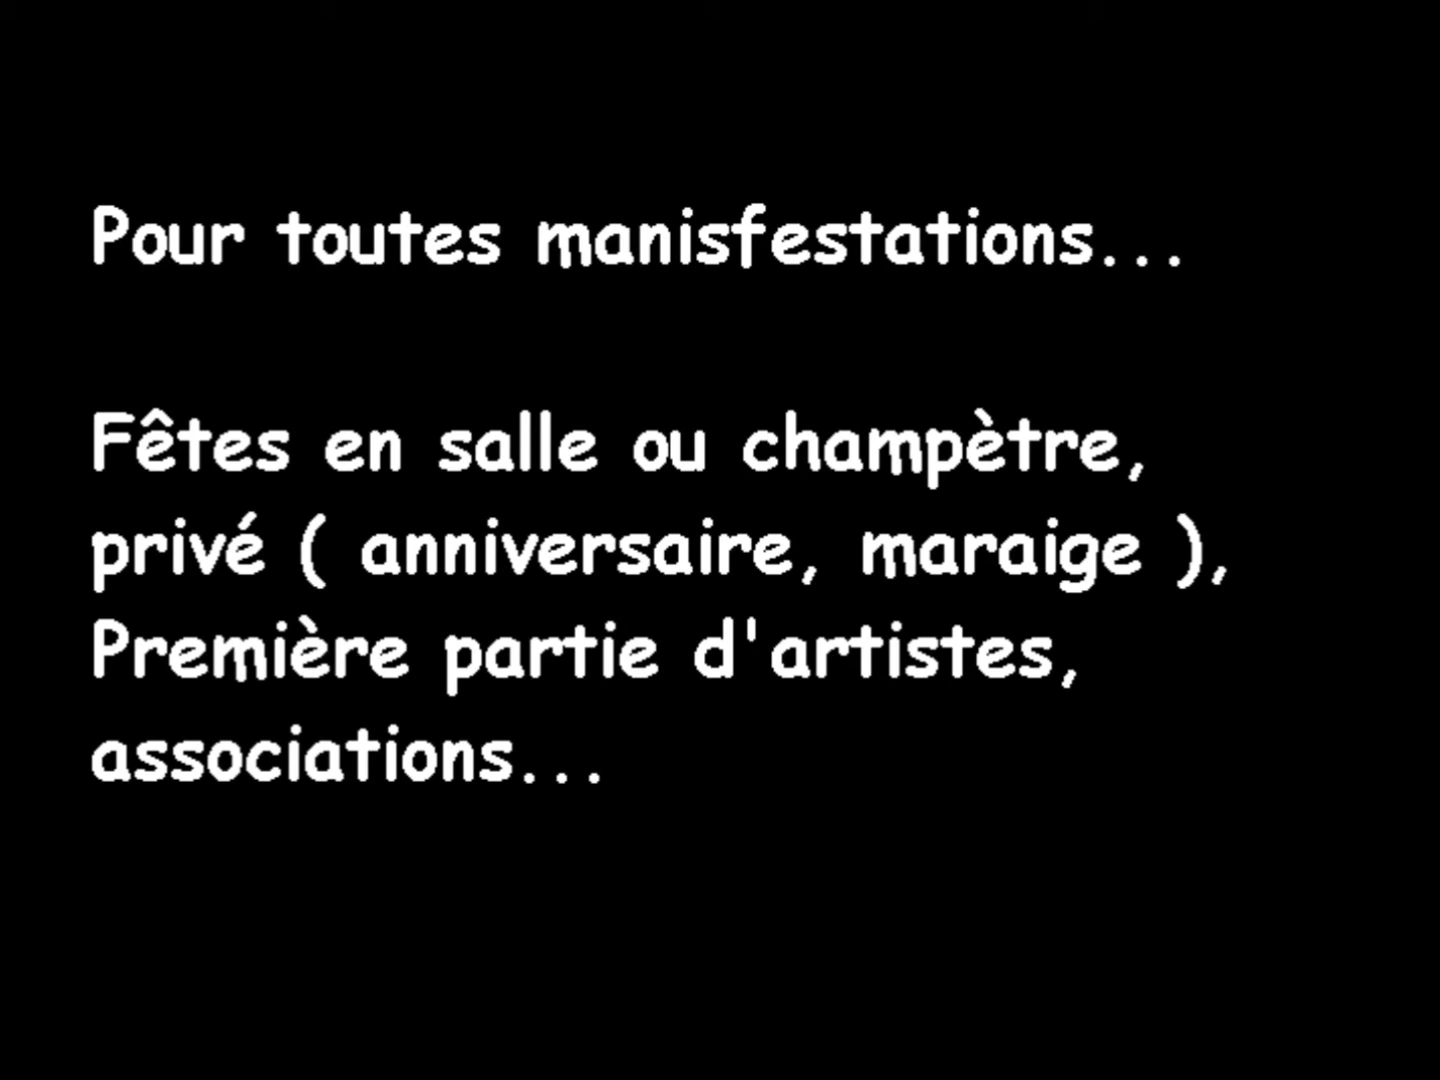 Pour toutes manisfestations...
Fêtes en salle ou champètre,
privé ( anniversaire, maraige ),
Première partie d'artistes,
associations...